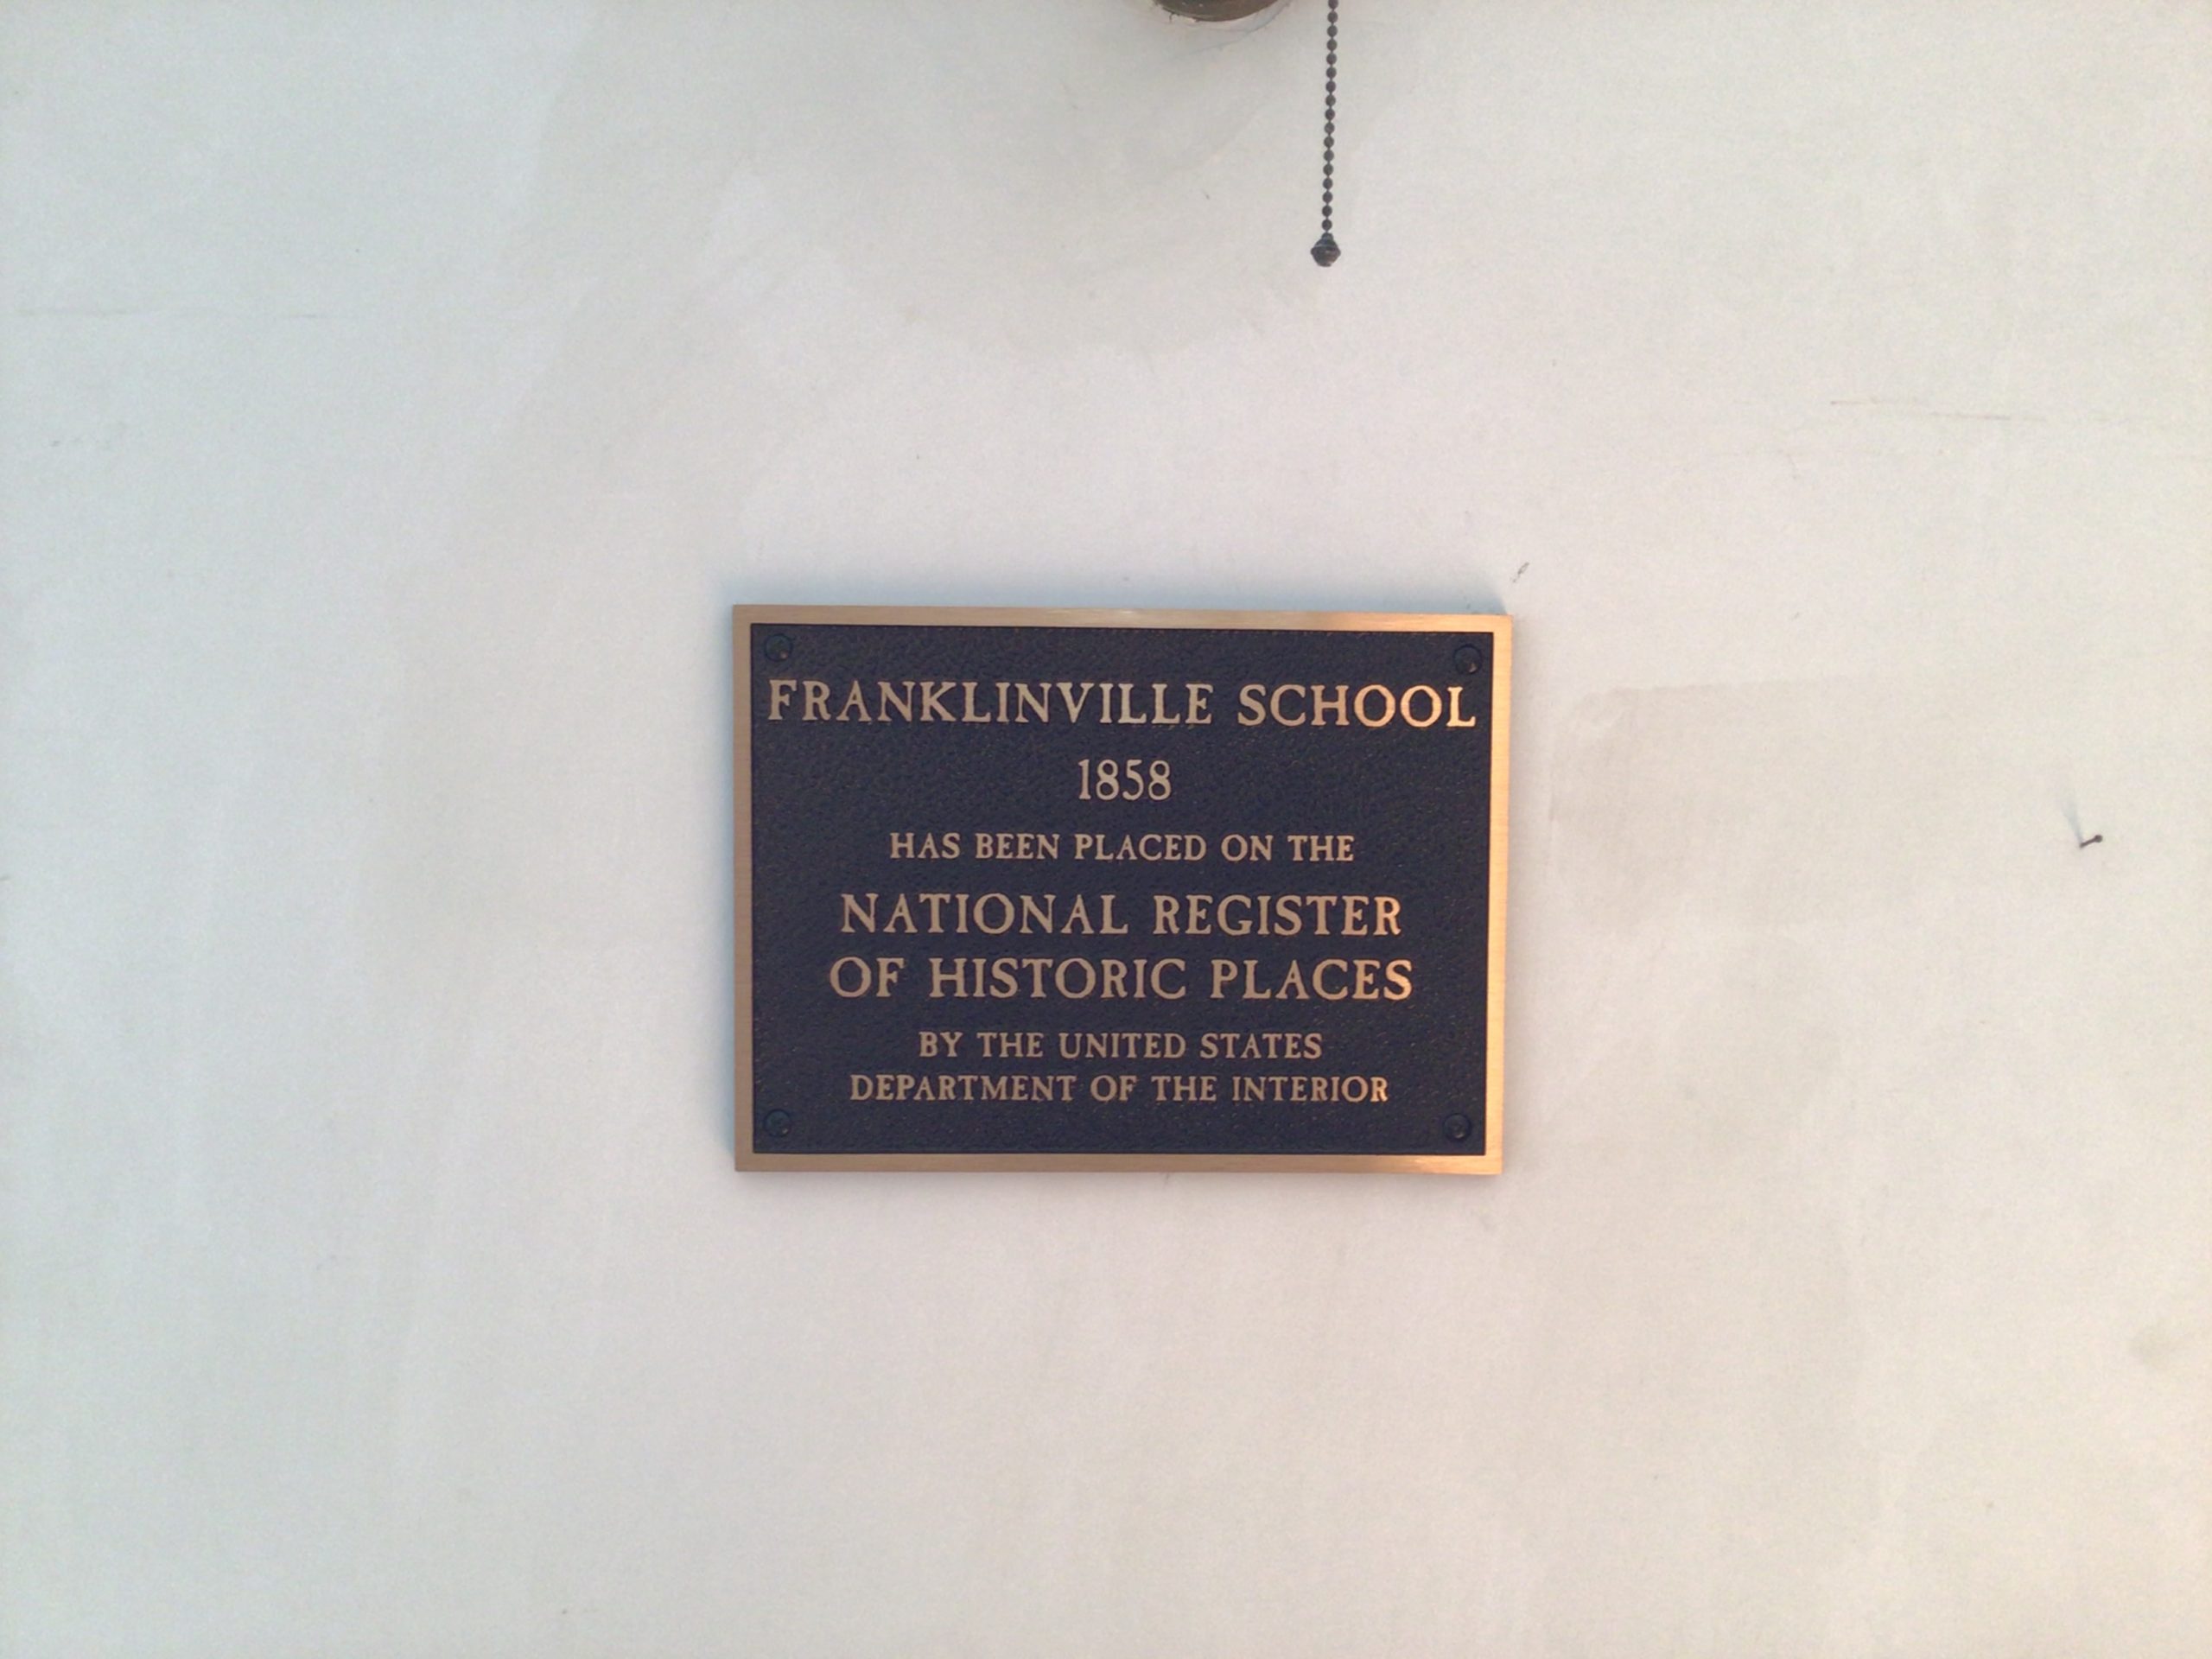 FRANKLINVILLE SCHOOL
1858
HAS BEEN PLACED ON THE
NATIONAL REGISTER
OF HISTORIC PLACES
BY THE UNITED STATES
DEPARTMENT OF THE INTERIOR